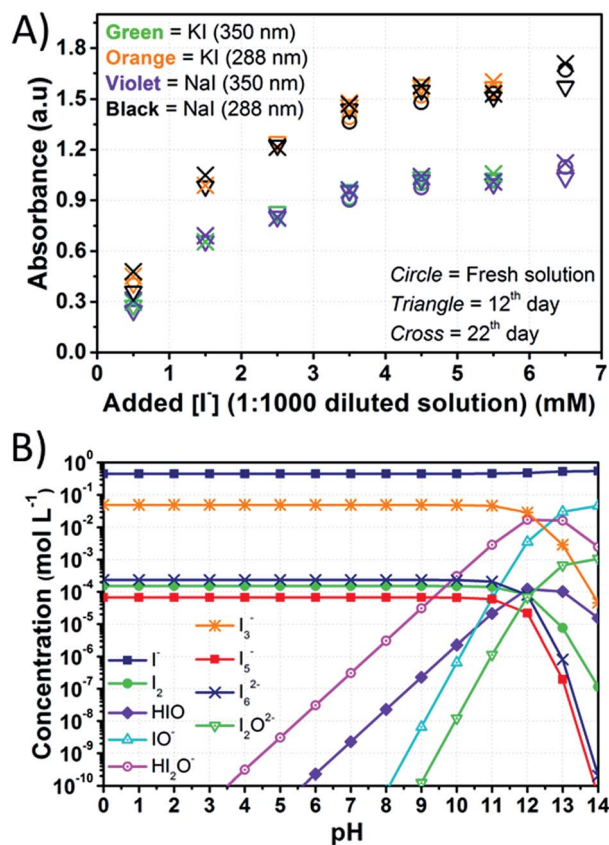 A)
Green = KI (350 nm)
Orange = KI (288 nm)
Violet = NaI (350 nm)
Black = NaI (288 nm)
Circle = Fresh solution
Triangle = 12th day
Cross = 22th day
Absorbance (a.u)
1.8
1.5
1.2
0.9
0.6
0.3
0.0
0 1 2 3 4 5 6 7
Added [I-] (1:1000 diluted solution) (mM)
B)
Concentration (mol L-1)
10^0
10^-1
10^-2
10^-3
10^-4
10^-5
10^-6
10^-7
10^-8
10^-9
10^-10
I-
I2
HIO
IO-
HI2O-
I3-
I5-
I6^2-
I2O^2-
0 1 2 3 4 5 6 7 8 9 10 11 12 13 14
pH